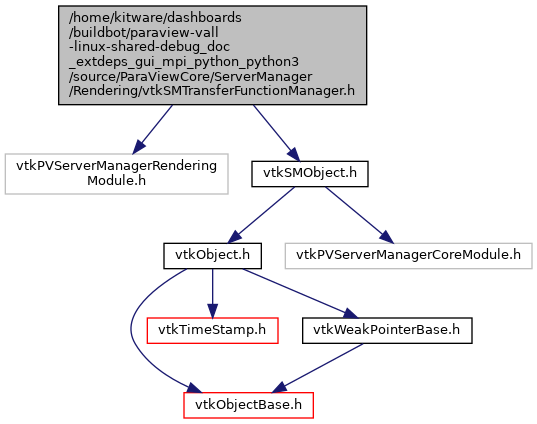 /home/kitware/dashboards
/buildbot/paraview-vall
-linux-shared-debug_doc
_extdeps_gui_mpi_python_python3
/source/ParaViewCore/ServerManager
/Rendering/vtkSMTransferFunctionManager.h
vtkPVServerManagerRendering
Module.h
vtkSMObject.h
vtkObject.h
vtkPVServerManagerCoreModule.h
vtkTimeStamp.h
vtkWeakPointerBase.h
vtkObjectBase.h